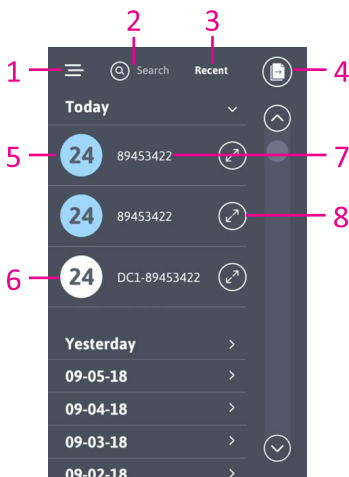 2 3
1 Search Recent 4
Today
5 24 89453422 7
24 89453422 8
6 24 DC1-89453422
Yesterday
09-05-18
09-04-18
09-03-18
09-02-18